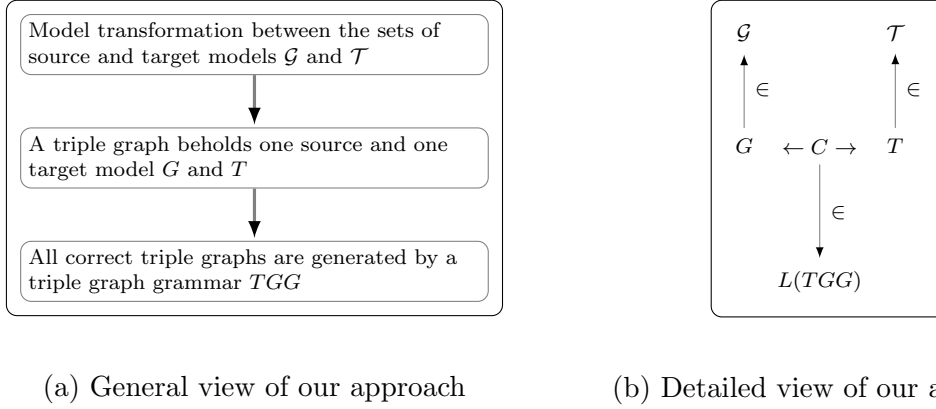 Model transformation between the sets of
source and target models 𝒢 and 𝒯
A triple graph beholds one source and one
target model G and T
All correct triple graphs are generated by a
triple graph grammar TGG
(a) General view of our approach
𝒢 𝒯
∈ ∈
G ← C → T
∈
L(TGG)
(b) Detailed view of our a